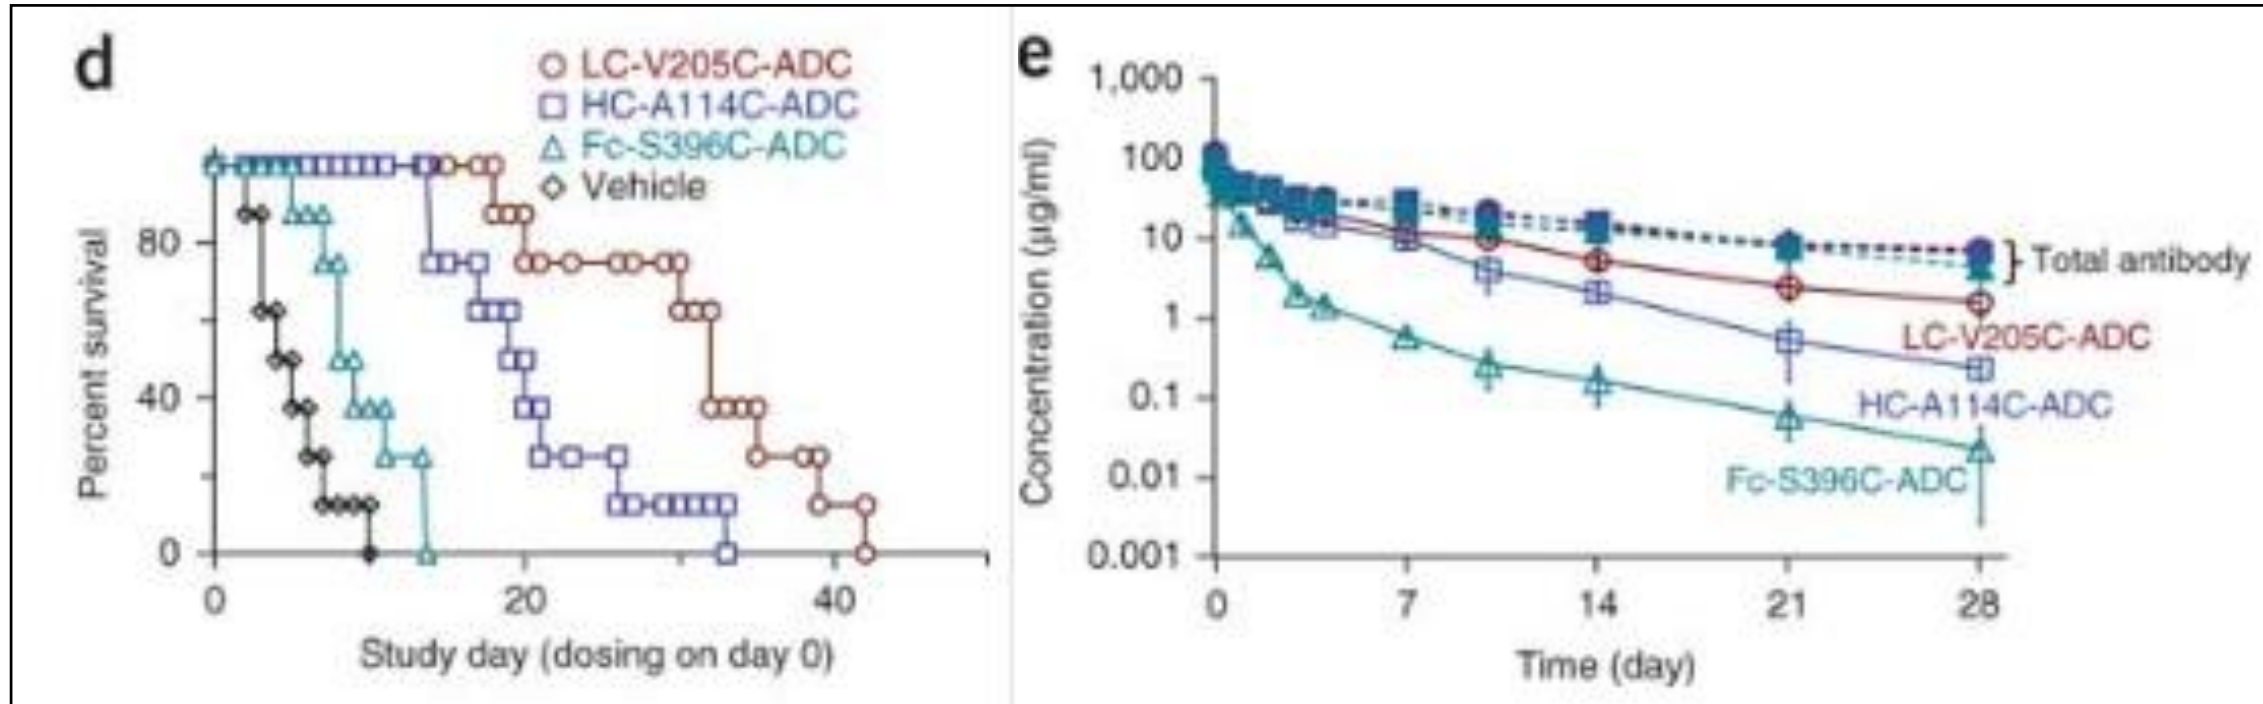 d
LC-V205C-ADC
HC-A114C-ADC
Fc-S396C-ADC
Vehicle
Percent survival
80
40
0
0 20 40
Study day (dosing on day 0)
e
1,000
100
10
1
0.1
0.01
0.001
Concentration (µg/ml)
Total antibody
LC-V205C-ADC
HC-A114C-ADC
Fc-S396C-ADC
0 7 14 21 28
Time (day)